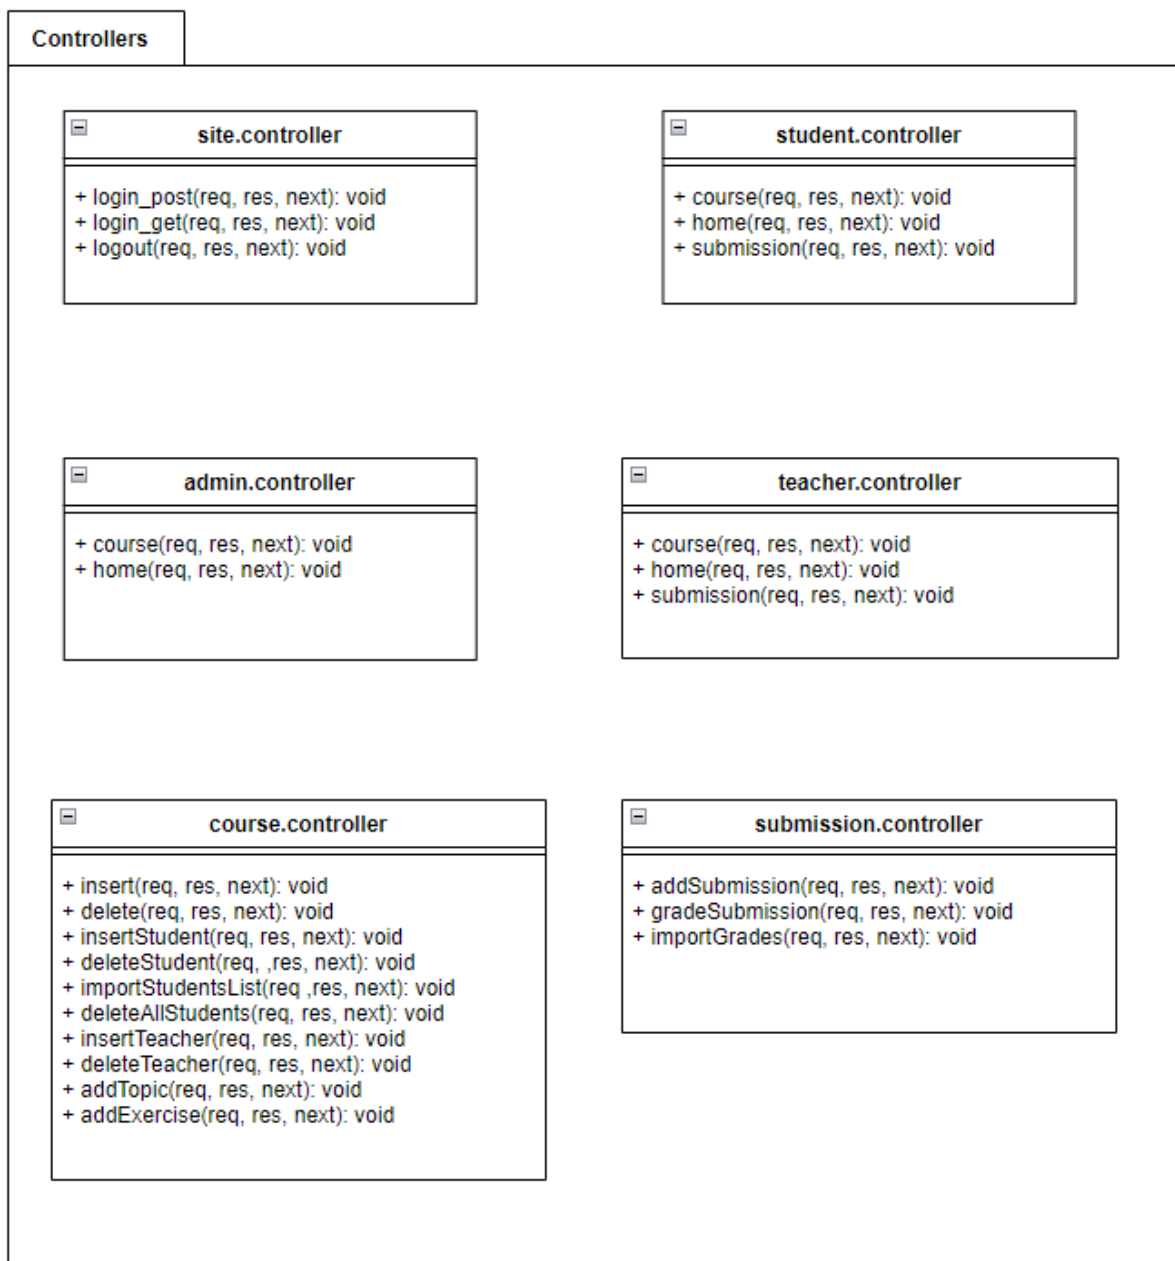 Controllers
site.controller
+ login_post(req, res, next): void
+ login_get(req, res, next): void
+ logout(req, res, next): void
student.controller
+ course(req, res, next): void
+ home(req, res, next): void
+ submission(req, res, next): void
admin.controller
+ course(req, res, next): void
+ home(req, res, next): void
teacher.controller
+ course(req, res, next): void
+ home(req, res, next): void
+ submission(req, res, next): void
course.controller
+ insert(req, res, next): void
+ delete(req, res, next): void
+ insertStudent(req, res, next): void
+ deleteStudent(req, ,res, next): void
+ importStudentsList(req ,res, next): void
+ deleteAllStudents(req, res, next): void
+ insertTeacher(req, res, next): void
+ deleteTeacher(req, res, next): void
+ addTopic(req, res, next): void
+ addExercise(req, res, next): void
submission.controller
+ addSubmission(req, res, next): void
+ gradeSubmission(req, res, next): void
+ importGrades(req, res, next): void